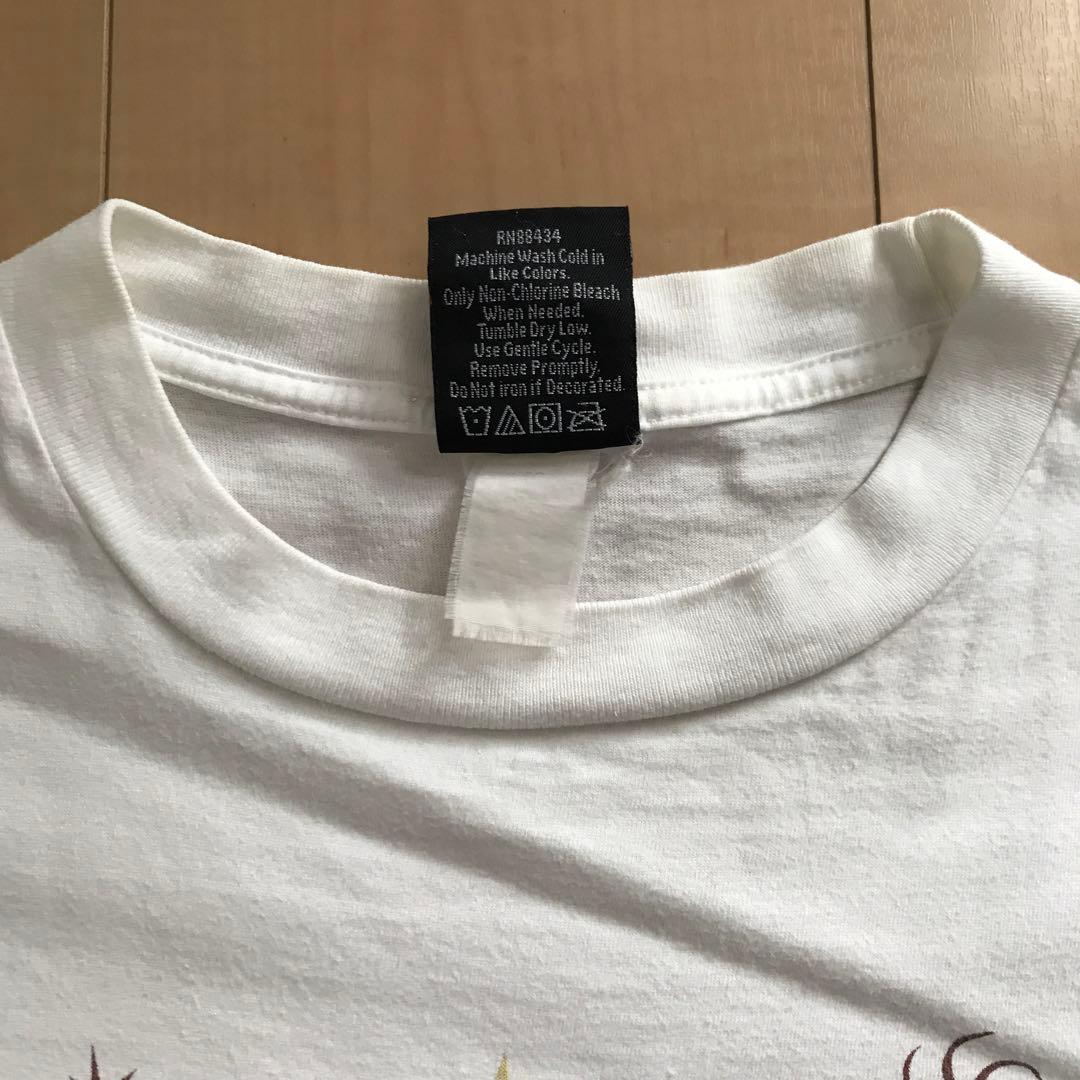 RN88434
Machine Wash Cold in
Like Colors.
Only Non-Chlorine Bleach
When Needed.
Tumble Dry Low.
Use Gentle Cycle.
Remove Promptly.
Do Not iron if Decorated.